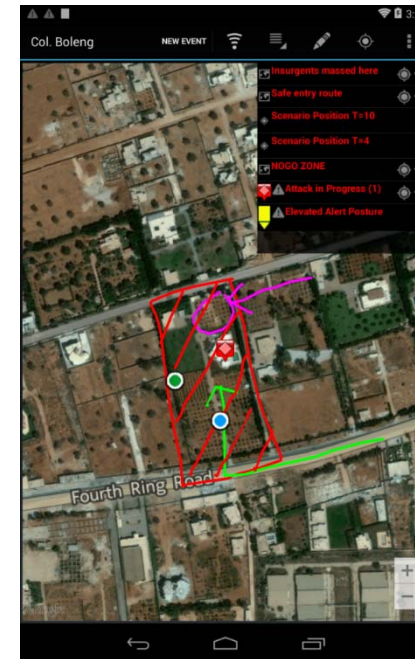 3:
Col. Boleng
NEW EVENT
Insurgents massed here
Safe entry route
Scenario Position T=10
Scenario Position T=4
NOGO ZONE
Attack in Progress (1)
Elevated Alert Posture
Fourth Ring Road
+
−